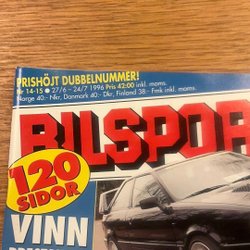 PRISHÖJT DUBBELNUMMER!
Nr 14-15 • 27/6 – 24/7 1996 Pris 42:00 inkl. moms.
Norge 40:- Nkr, Danmark 40:- Dkr, Finland 38:- Fmk inkl. moms
BILSPOR
120
SIDOR
VINN